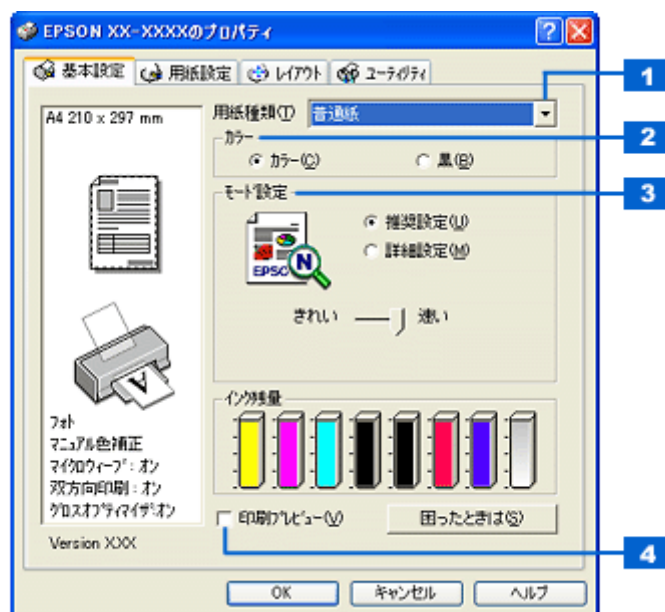 EPSON XX-XXXXのプロパティ
基本設定 用紙設定 レイアウト ユーティリティ
A4 210 x 297 mm
用紙種類(T) 普通紙
1
カラー
2
カラー(C) 黒(B)
モード設定
3
推奨設定(U)
詳細設定(M)
EPSON
N
きれい 速い
A
インク残量
フォト
マニュアル色補正
マイクロウィーブ:オン
双方向印刷:オン
グロスオプティマイザ:オン
印刷プレビュー(V) 困ったときは(S)
Version X.XX
4
OK キャンセル ヘルプ